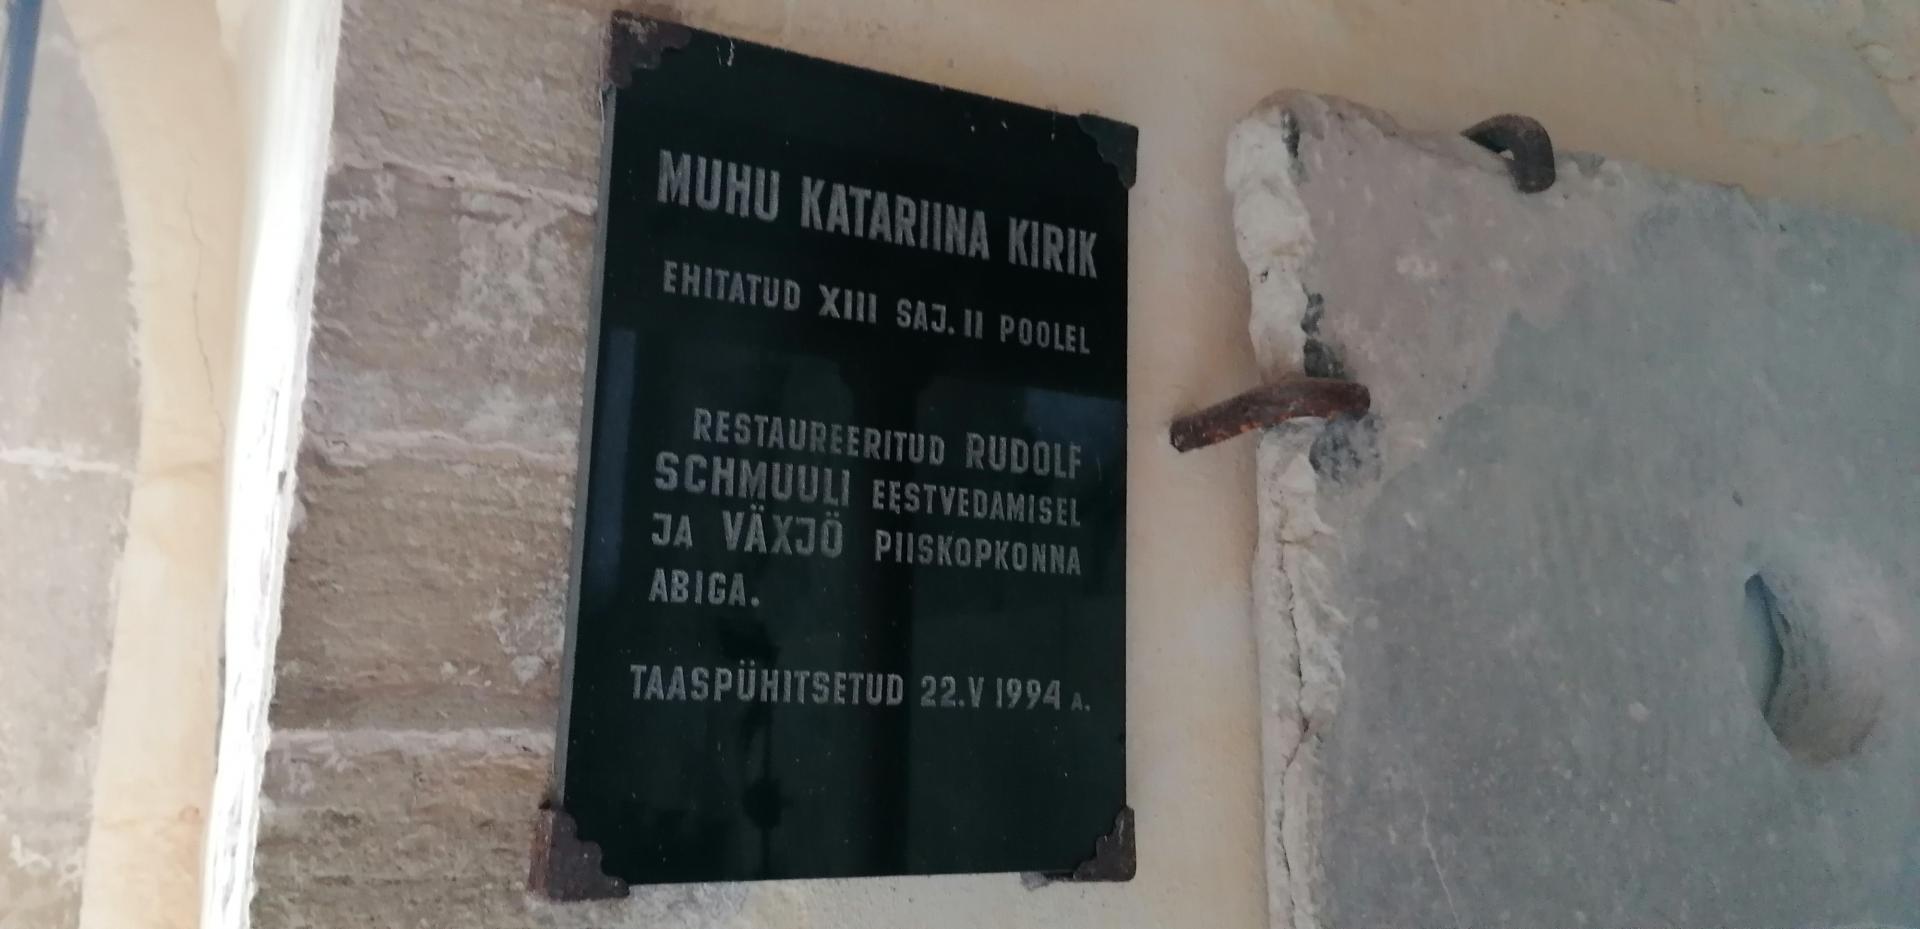 MUHU KATARIINA KIRIK
EHITATUD XIII SAJ. II POOLEL
RESTAUREERITUD RUDOLF
SCHMUULI EESTVEDAMISEL
JA VÄXJÖ PIISKOPKONNA
ABIGA.
TAASPÜHITSETUD 22.V 1994 A.